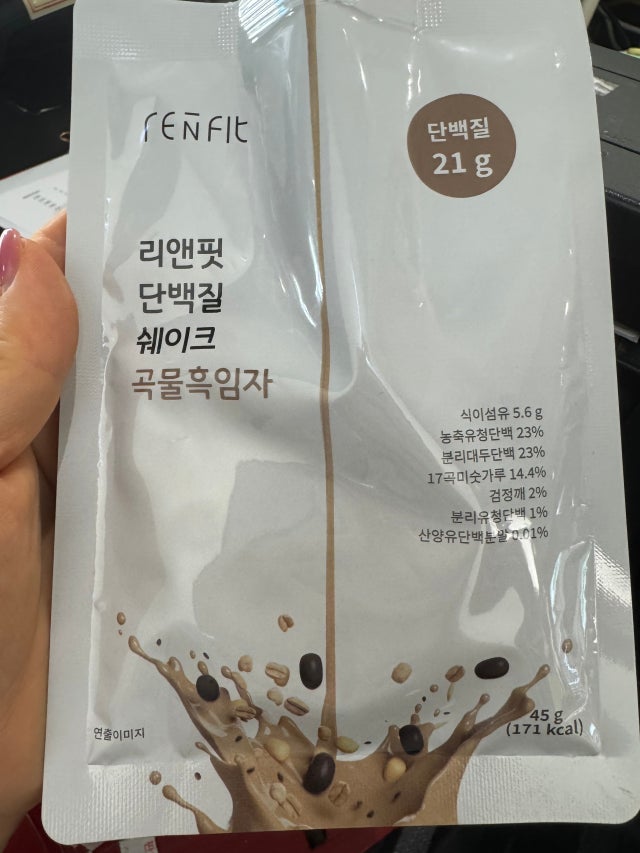 RENFIT
단백질
21 g
리앤핏
단백질
쉐이크
곡물흑임자
식이섬유 5.6 g
농축유청단백 23%
분리대두단백 23%
17곡미숫가루 14.4%
검정깨 2%
분리유청단백 1%
산양유단백분말 0.01%
연출이미지
45 g
(171 kcal)